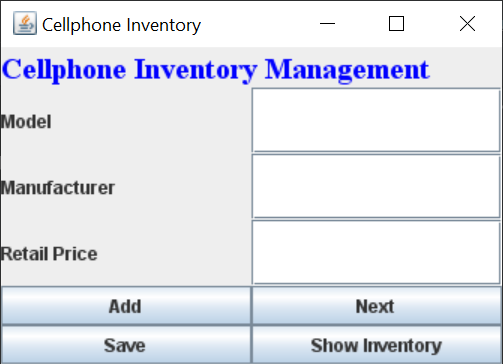 Cellphone Inventory
Cellphone Inventory Management
Model
Manufacturer
Retail Price
Add Next
Save Show Inventory